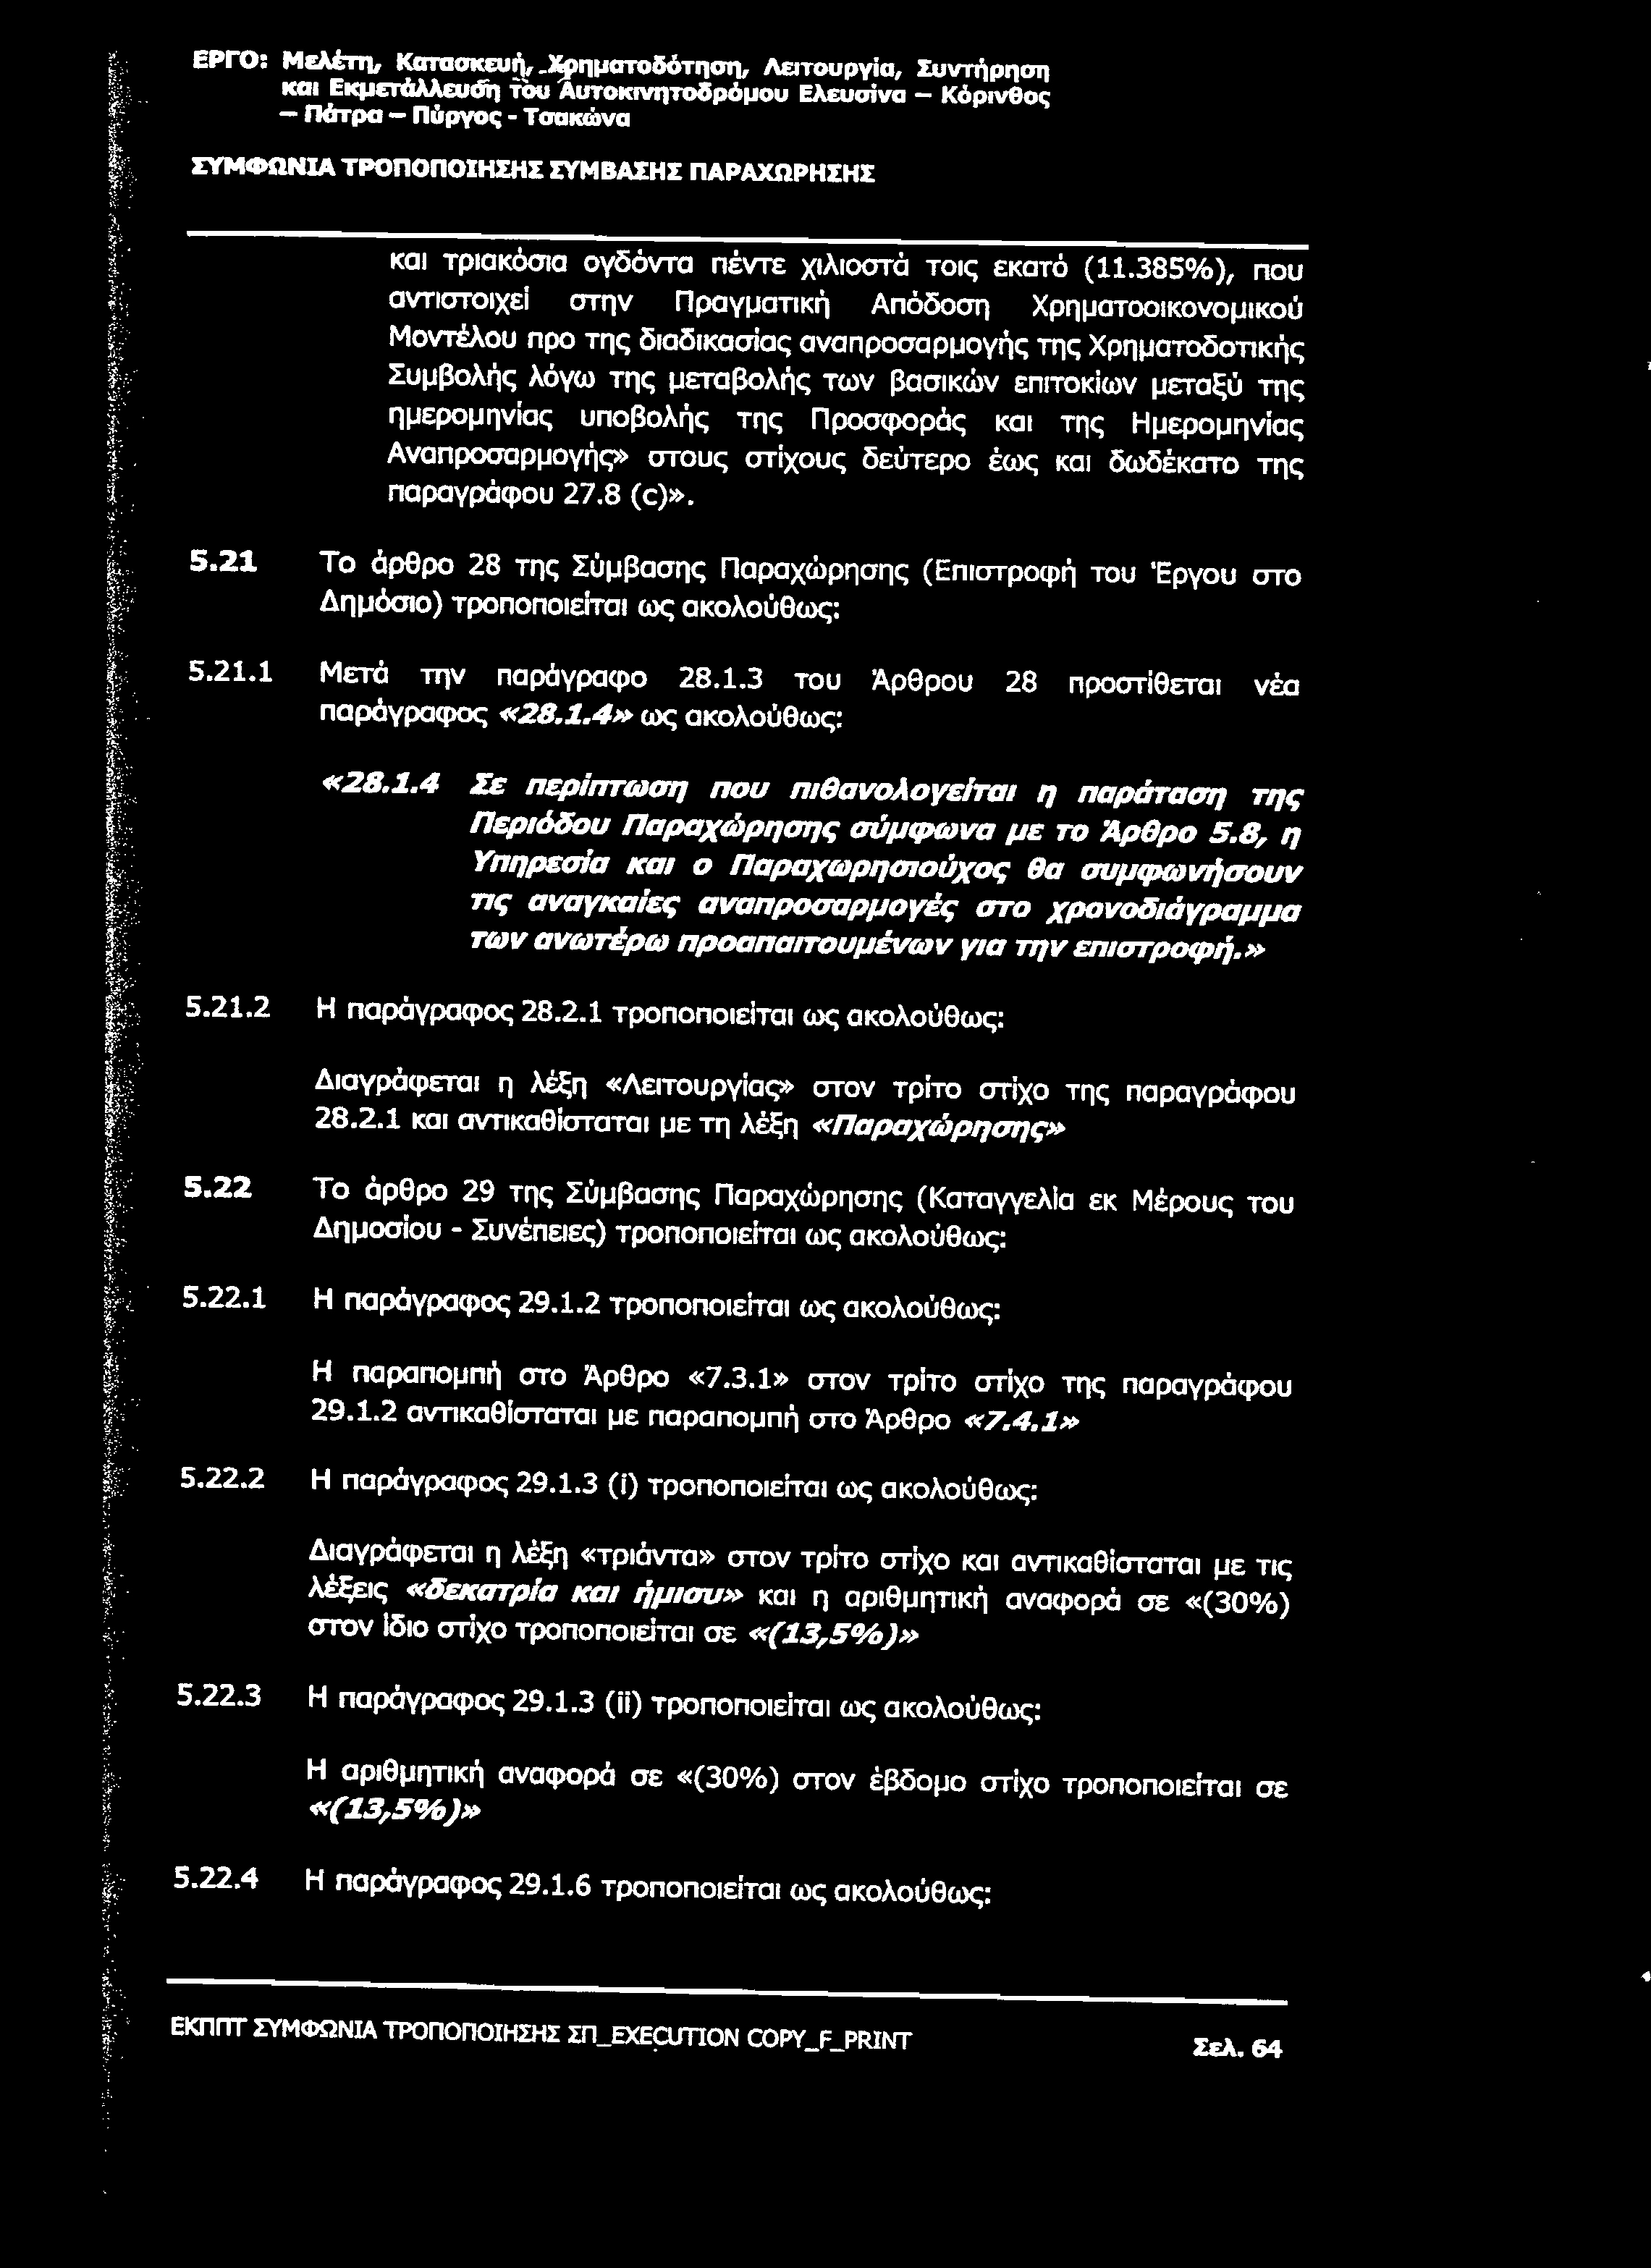 ΕΡΓΟ: Μελέτη, Κατασκευή, Χρηματοδότηση, Λειτουργία, Συντήρηση
και Εκμετάλλευση του Αυτοκινητοδρόμου Ελευσίνα – Κόρινθος
– Πάτρα – Πύργος - Τσακώνα
ΣΥΜΦΩΝΙΑ ΤΡΟΠΟΠΟΙΗΣΗΣ ΣΥΜΒΑΣΗΣ ΠΑΡΑΧΩΡΗΣΗΣ
και τριακόσια ογδόντα πέντε χιλιοστά τοις εκατό (11.385%), που
αντιστοιχεί στην Πραγματική Απόδοση Χρηματοοικονομικού
Μοντέλου προ της διαδικασίας αναπροσαρμογής της Χρηματοδοτικής
Συμβολής λόγω της μεταβολής των βασικών επιτοκίων μεταξύ της
ημερομηνίας υποβολής της Προσφοράς και της Ημερομηνίας
Αναπροσαρμογής» στους στίχους δεύτερο έως και δωδέκατο της
παραγράφου 27.8 (c)».
5.21 Το άρθρο 28 της Σύμβασης Παραχώρησης (Επιστροφή του Έργου στο
Δημόσιο) τροποποιείται ως ακολούθως:
5.21.1 Μετά την παράγραφο 28.1.3 του Άρθρου 28 προστίθεται νέα
παράγραφος «28.1.4» ως ακολούθως:
«28.1.4 Σε περίπτωση που πιθανολογείται η παράταση της
Περιόδου Παραχώρησης σύμφωνα με το Άρθρο 5.8, η
Υπηρεσία και ο Παραχωρησιούχος θα συμφωνήσουν
τις αναγκαίες αναπροσαρμογές στο χρονοδιάγραμμα
των ανωτέρω προαπαιτουμένων για την επιστροφή.»
5.21.2 Η παράγραφος 28.2.1 τροποποιείται ως ακολούθως:
Διαγράφεται η λέξη «Λειτουργίας» στον τρίτο στίχο της παραγράφου
28.2.1 και αντικαθίσταται με τη λέξη «Παραχώρησης»
5.22 Το άρθρο 29 της Σύμβασης Παραχώρησης (Καταγγελία εκ Μέρους του
Δημοσίου - Συνέπειες) τροποποιείται ως ακολούθως:
5.22.1 Η παράγραφος 29.1.2 τροποποιείται ως ακολούθως:
Η παραπομπή στο Άρθρο «7.3.1» στον τρίτο στίχο της παραγράφου
29.1.2 αντικαθίσταται με παραπομπή στο Άρθρο «7.4.1»
5.22.2 Η παράγραφος 29.1.3 (i) τροποποιείται ως ακολούθως:
Διαγράφεται η λέξη «τριάντα» στον τρίτο στίχο και αντικαθίσταται με τις
λέξεις «δεκατρία και ήμισυ» και η αριθμητική αναφορά σε «(30%)
στον ίδιο στίχο τροποποιείται σε «(13,5%)»
5.22.3 Η παράγραφος 29.1.3 (ii) τροποποιείται ως ακολούθως:
Η αριθμητική αναφορά σε «(30%) στον έβδομο στίχο τροποποιείται σε
«(13,5%)»
5.22.4 Η παράγραφος 29.1.6 τροποποιείται ως ακολούθως:
ΕΚΠΠΤ ΣΥΜΦΩΝΙΑ ΤΡΟΠΟΠΟΙΗΣΗΣ ΣΠ_EXECUTION COPY_F_PRINT
Σελ. 64